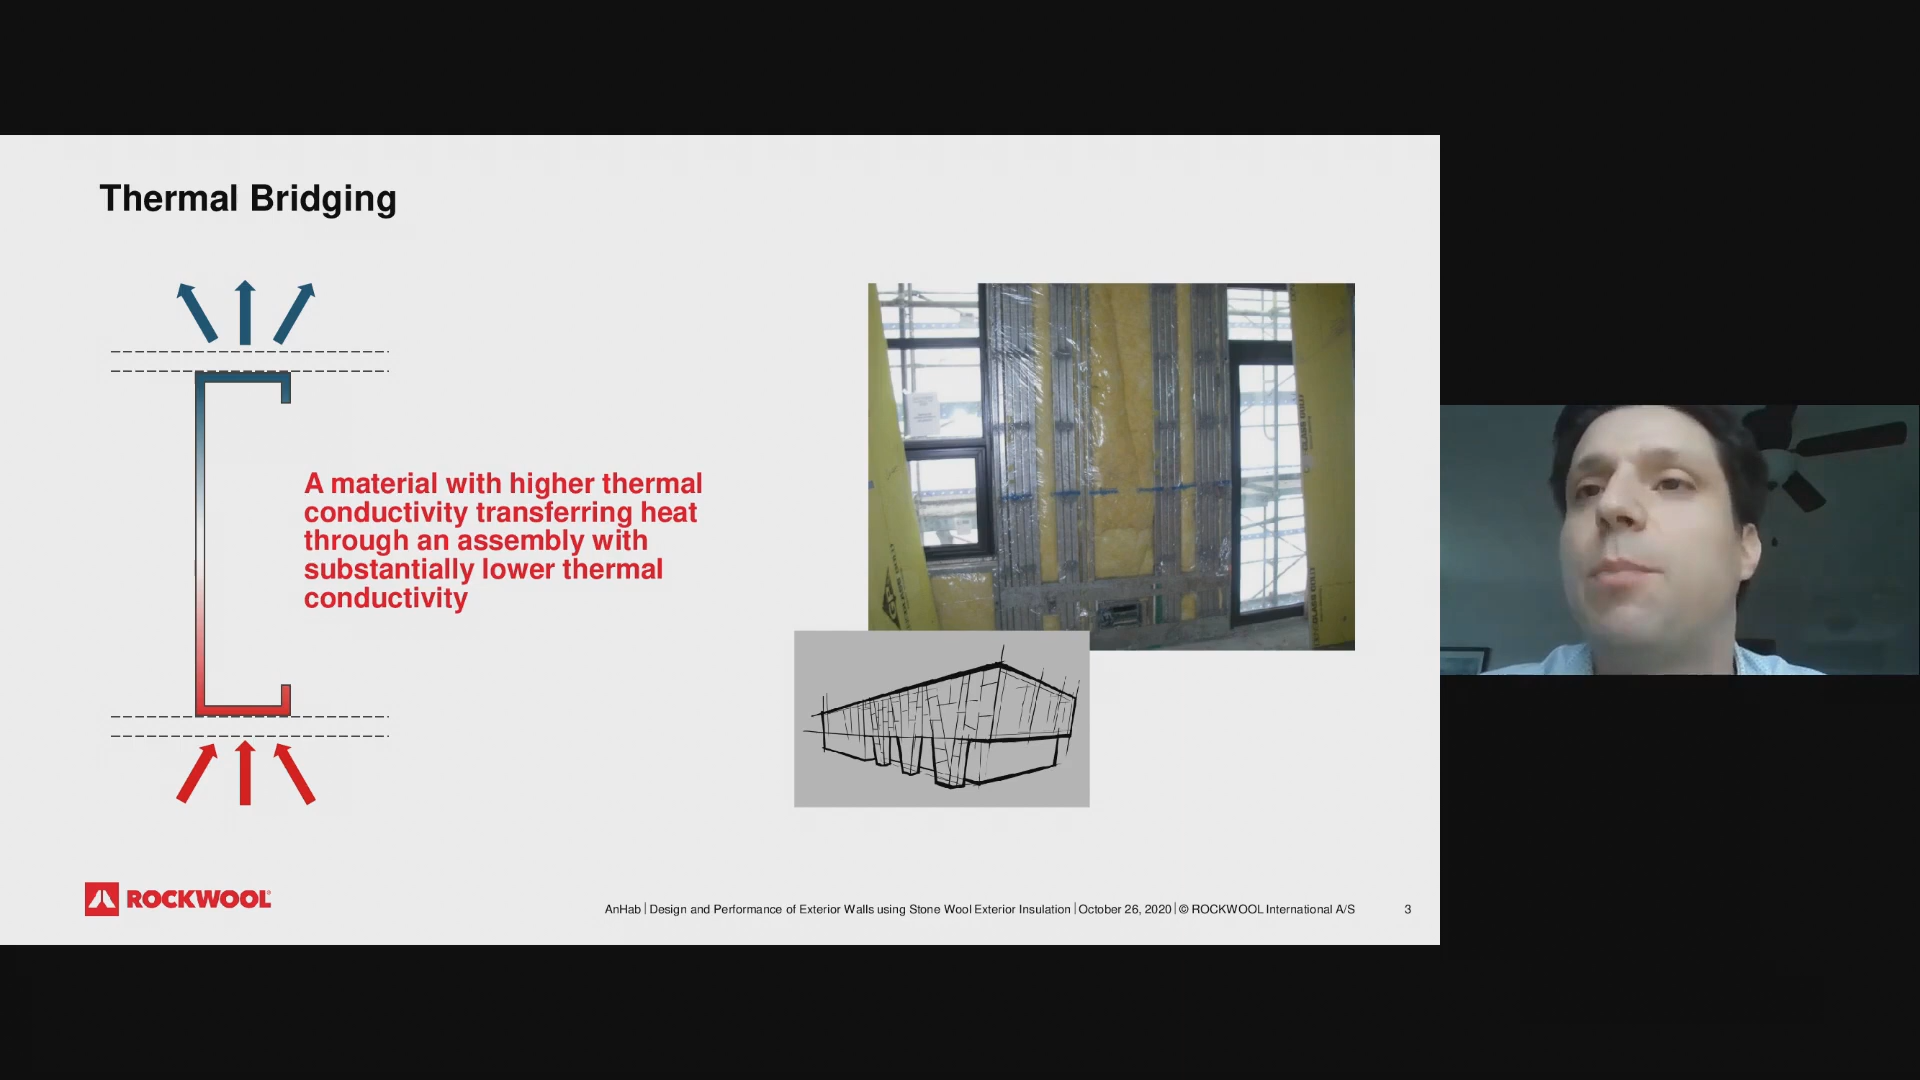 Thermal Bridging
A material with higher thermal
conductivity transferring heat
through an assembly with
substantially lower thermal
conductivity
ROCKWOOL®
AnHab | Design and Performance of Exterior Walls using Stone Wool Exterior Insulation | October 26, 2020 | © ROCKWOOL International A/S 3